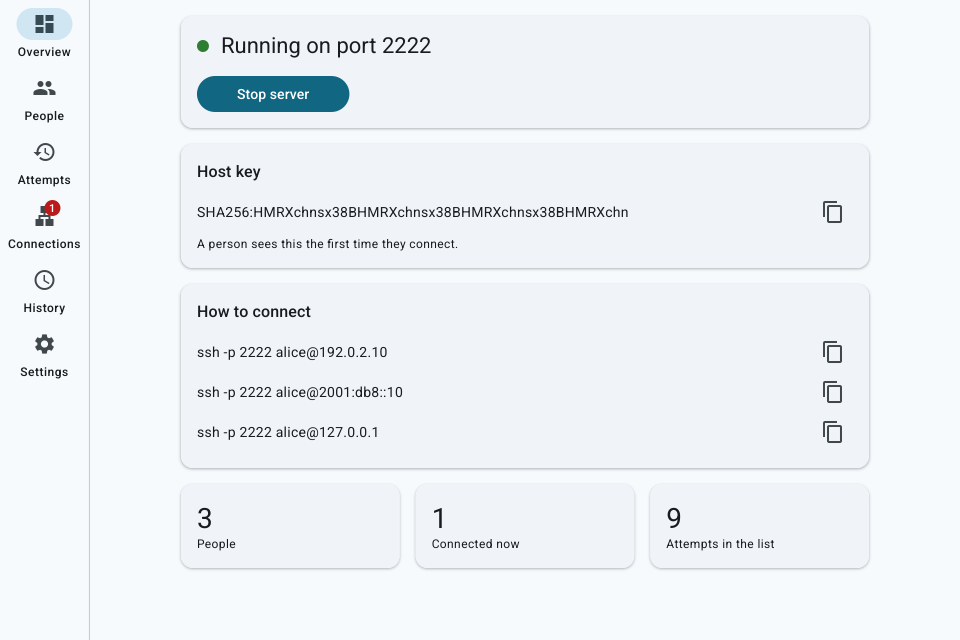 Overview
People
Attempts
1
Connections
History
Settings
Running on port 2222
Stop server
Host key
SHA256:HMRXchnsx38BHMRXchnsx38BHMRXchnsx38BHMRXchn
A person sees this the first time they connect.
How to connect
ssh -p 2222 alice@192.0.2.10
ssh -p 2222 alice@2001:db8::10
ssh -p 2222 alice@127.0.0.1
3
People
1
Connected now
9
Attempts in the list